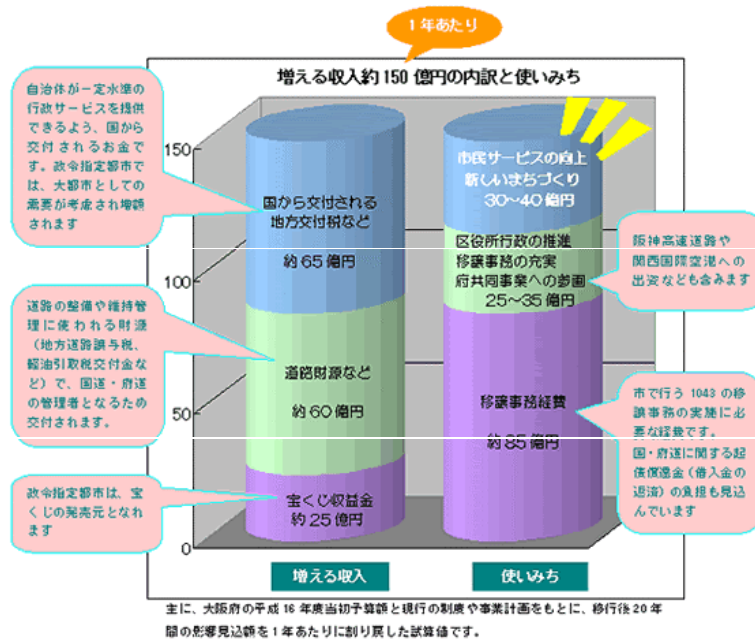 1年あたり
増える収入約150億円の内訳と使いみち
自治体が一定水準の
行政サービスを提供
できるよう、国から
交付されるお金で
す。政令指定都市で
は、大都市としての
需要が考慮され増額
されます
道路の整備や維持管
理に使われる財源
（地方道路譲与税、
軽油引取税交付金な
ど）で、国道・府道
の管理者となるため
交付されます。
政令指定都市は、宝
くじの発売元となれ
ます
150
100
50
0
国から交付される
地方交付税など
約65億円
道路財源など
約60億円
宝くじ収益金
約25億円
市民サービスの向上
新しいまちづくり
30～40億円
区役所行政の推進
移譲事務の充実
府共同事業への参画
25～35億円
移譲事務経費
約85億円
阪神高速道路や
関西国際空港への
出資なども含みます
市で行う1043の移
譲事務の実施に必
要な経費です。
国・府道に関する起
債償還金（借入金の
返済）の負担も見込
んでいます
増える収入
使いみち
主に、大阪府の平成16年度当初予算額と現行の制度や事業計画をもとに、移行後20年
間の影響見込額を1年あたりに割り戻した試算値です。